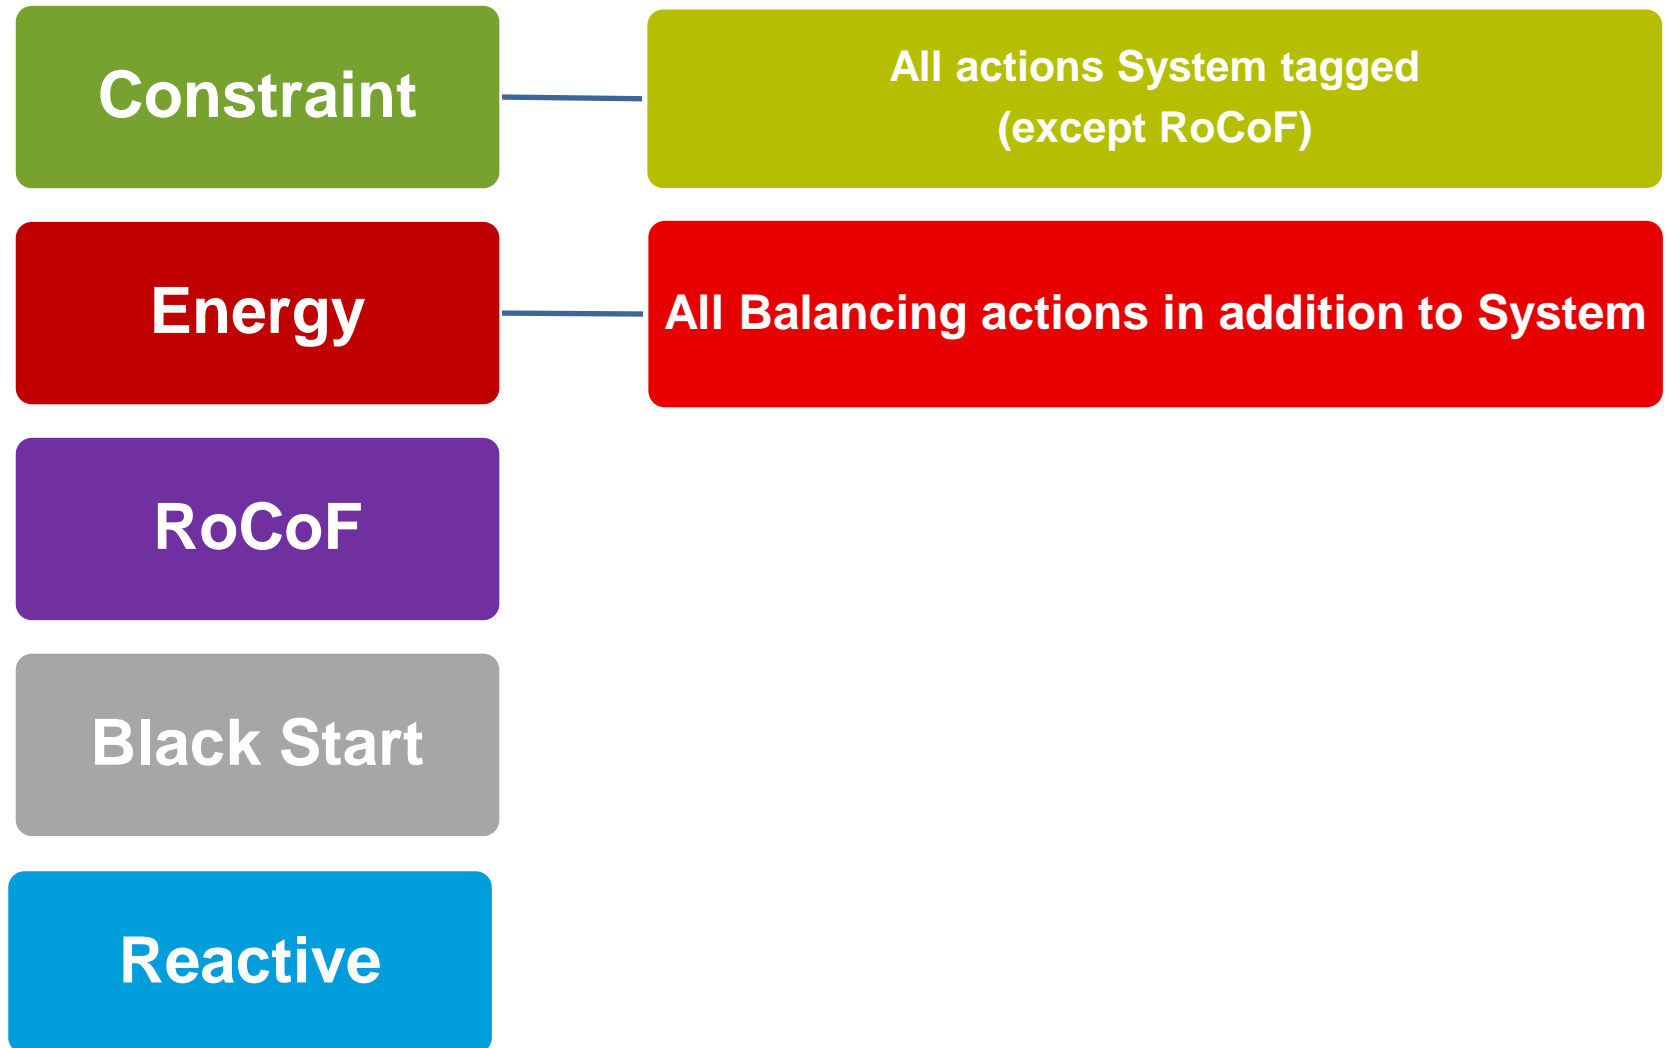 Constraint
All actions System tagged
(except RoCoF)
Energy
All Balancing actions in addition to System
RoCoF
Black Start
Reactive